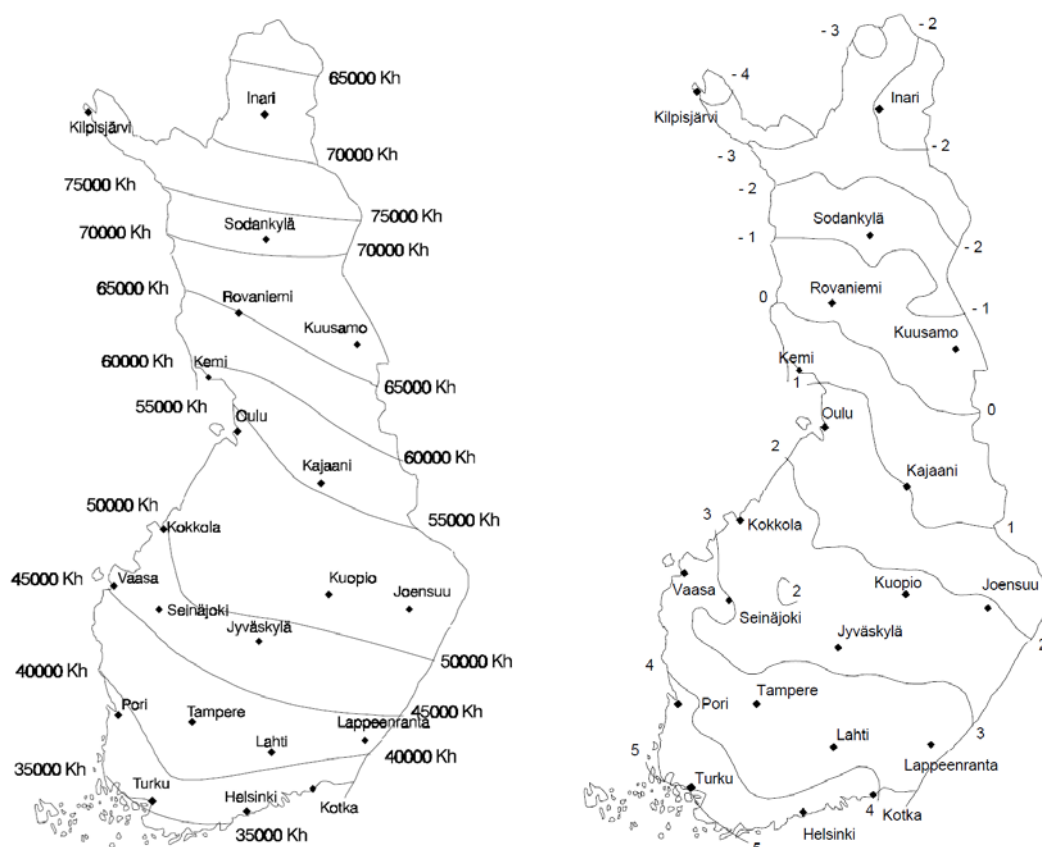 65000 Kh
Inari
Kilpisjärvi
70000 Kh
75000 Kh
75000 Kh
Sodankylä
70000 Kh
70000 Kh
65000 Kh
Rovaniemi
Kuusamo
60000 Kh
Kemi
65000 Kh
55000 Kh
Oulu
60000 Kh
Kajaani
50000 Kh
55000 Kh
Kokkola
45000 Kh
Vaasa
Kuopio
Joensuu
Seinäjoki
Jyväskylä
50000 Kh
40000 Kh
Pori
Tampere
45000 Kh
Lappeenranta
Lahti
40000 Kh
35000 Kh
Turku
Helsinki
Kotka
35000 Kh
- 3
- 2
- 4
Inari
Kilpisjärvi
- 3
- 2
- 2
Sodankylä
- 1
- 2
0
Rovaniemi
- 1
Kuusamo
Kemi
1
0
Oulu
2
Kajaani
3
Kokkola
1
Vaasa
2
Kuopio
Joensuu
Seinäjoki
Jyväskylä
2
4
Pori
Tampere
3
5
Lahti
Lappeenranta
Turku
4
Kotka
Helsinki
5